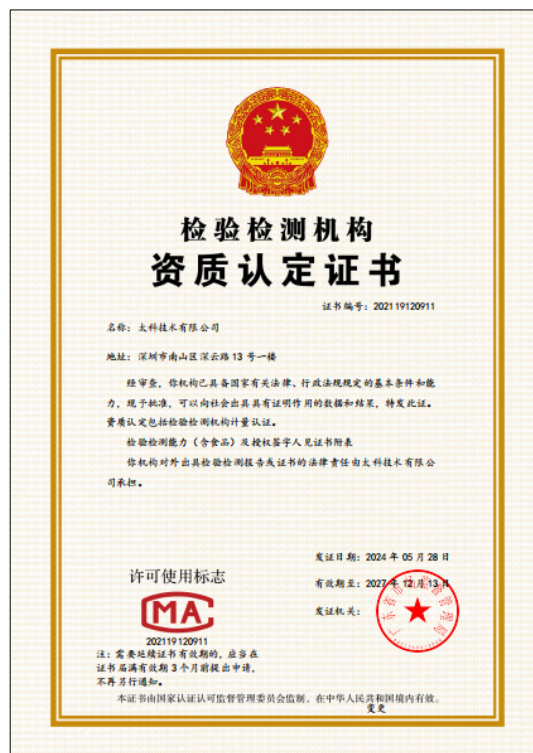 检验检测机构
资质认定证书
证书编号：202119120911
名称：太科技术有限公司
地址：深圳市南山区深云路13号一楼
经审查，你机构已具备国家有关法律、行政法规规定的基本条件和能
力，现予批准，可以向社会出具具有证明作用的数据和结果，特发此证。
资质认定包括检验检测机构计量认证。
检验检测能力（含食品）及授权签字人见证书附表
你机构对外出具检验检测报告或证书的法律责任由太科技术有限公
司承担。
许可使用标志
MA
202119120911
注：需要延续证书有效期的，应当在
证书届满有效期3个月前提出申请，
不再另行通知。
发证日期：2024年05月28日
有效期至：2027年12月13日
发证机关：
广东省市场监督管理局
本证书由国家认证认可监督管理委员会监制，在中华人民共和国境内有效。
变更